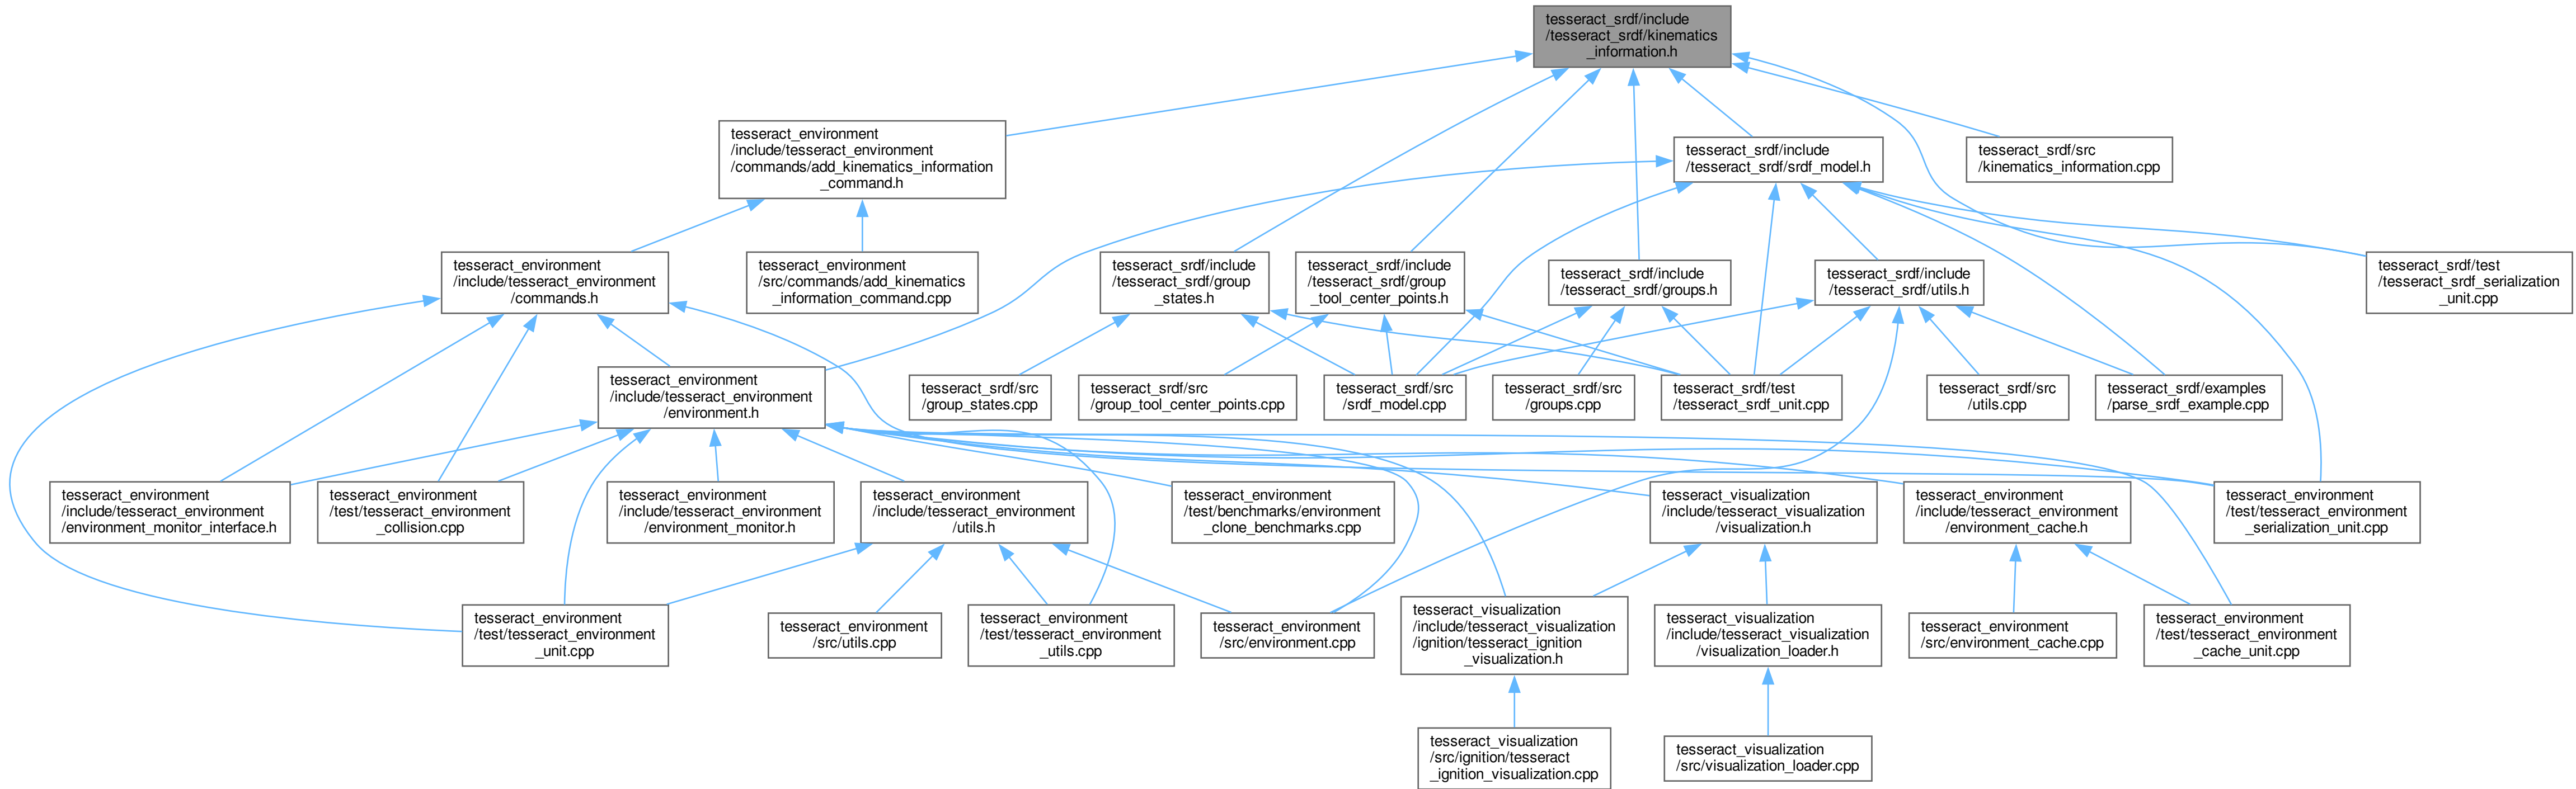 tesseract_srdf/include
/tesseract_srdf/kinematics
_information.h
tesseract_environment
/include/tesseract_environment
/commands/add_kinematics_information
_command.h
tesseract_srdf/include
/tesseract_srdf/srdf_model.h
tesseract_srdf/src
/kinematics_information.cpp
tesseract_environment
/include/tesseract_environment
/commands.h
tesseract_environment
/src/commands/add_kinematics
_information_command.cpp
tesseract_srdf/include
/tesseract_srdf/group
_states.h
tesseract_srdf/include
/tesseract_srdf/group
_tool_center_points.h
tesseract_srdf/include
/tesseract_srdf/groups.h
tesseract_srdf/include
/tesseract_srdf/utils.h
tesseract_srdf/test
/tesseract_srdf_serialization
_unit.cpp
tesseract_environment
/include/tesseract_environment
/environment.h
tesseract_srdf/src
/group_states.cpp
tesseract_srdf/src
/group_tool_center_points.cpp
tesseract_srdf/src
/srdf_model.cpp
tesseract_srdf/src
/groups.cpp
tesseract_srdf/test
/tesseract_srdf_unit.cpp
tesseract_srdf/src
/utils.cpp
tesseract_srdf/examples
/parse_srdf_example.cpp
tesseract_environment
/include/tesseract_environment
/environment_monitor_interface.h
tesseract_environment
/test/tesseract_environment
_collision.cpp
tesseract_environment
/include/tesseract_environment
/environment_monitor.h
tesseract_environment
/include/tesseract_environment
/utils.h
tesseract_environment
/test/benchmarks/environment
_clone_benchmarks.cpp
tesseract_visualization
/include/tesseract_visualization
/visualization.h
tesseract_environment
/include/tesseract_environment
/environment_cache.h
tesseract_environment
/test/tesseract_environment
_serialization_unit.cpp
tesseract_environment
/test/tesseract_environment
_unit.cpp
tesseract_environment
/src/utils.cpp
tesseract_environment
/test/tesseract_environment
_utils.cpp
tesseract_environment
/src/environment.cpp
tesseract_visualization
/include/tesseract_visualization
/ignition/tesseract_ignition
_visualization.h
tesseract_visualization
/include/tesseract_visualization
/visualization_loader.h
tesseract_environment
/src/environment_cache.cpp
tesseract_environment
/test/tesseract_environment
_cache_unit.cpp
tesseract_visualization
/src/ignition/tesseract
_ignition_visualization.cpp
tesseract_visualization
/src/visualization_loader.cpp